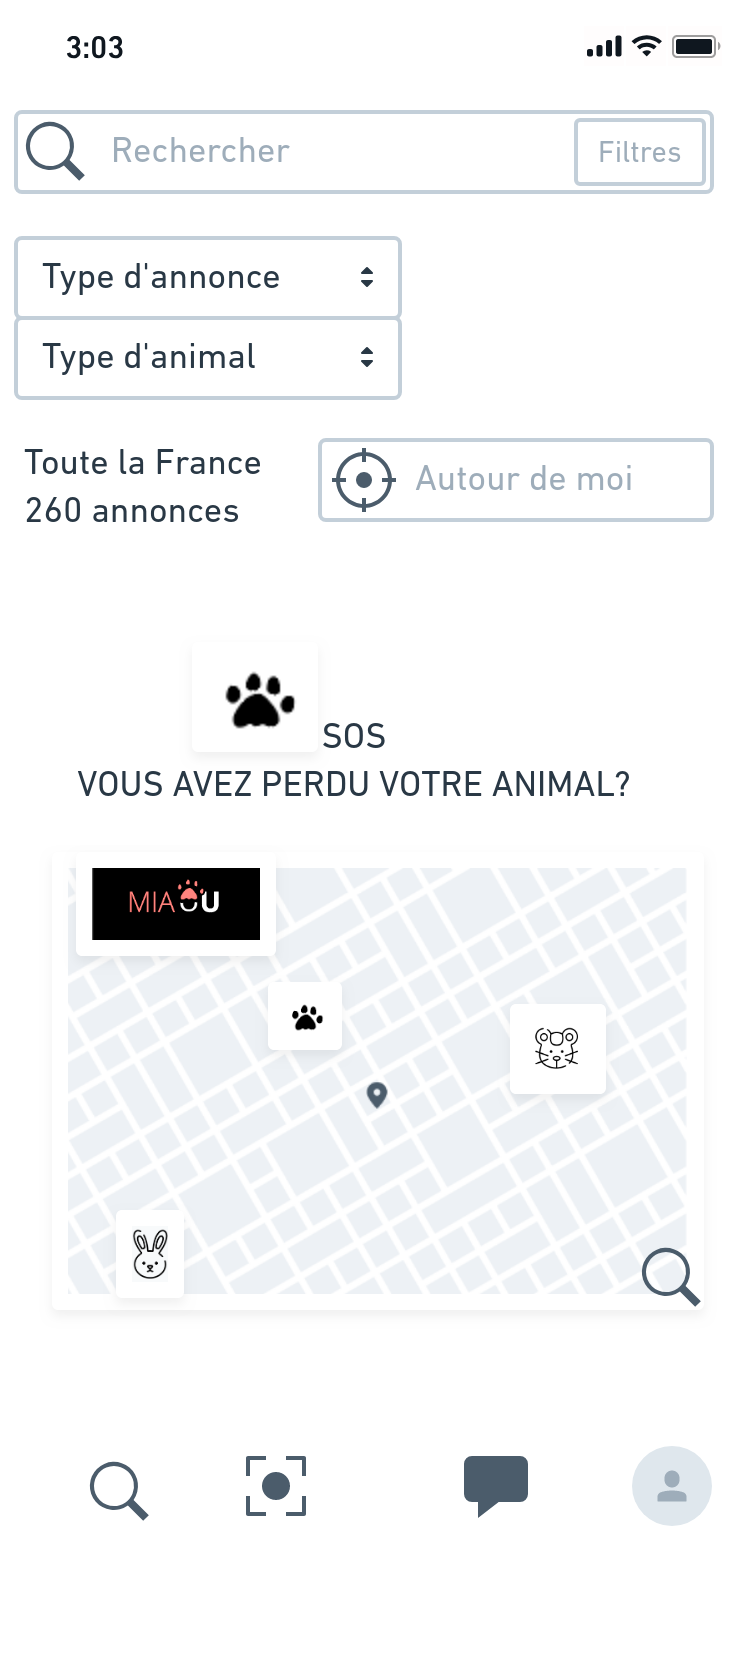 3:03
Rechercher
Filtres
Type d'annonce
Type d'animal
Toute la France
260 annonces
Autour de moi
SOS
VOUS AVEZ PERDU VOTRE ANIMAL?
MIAOU